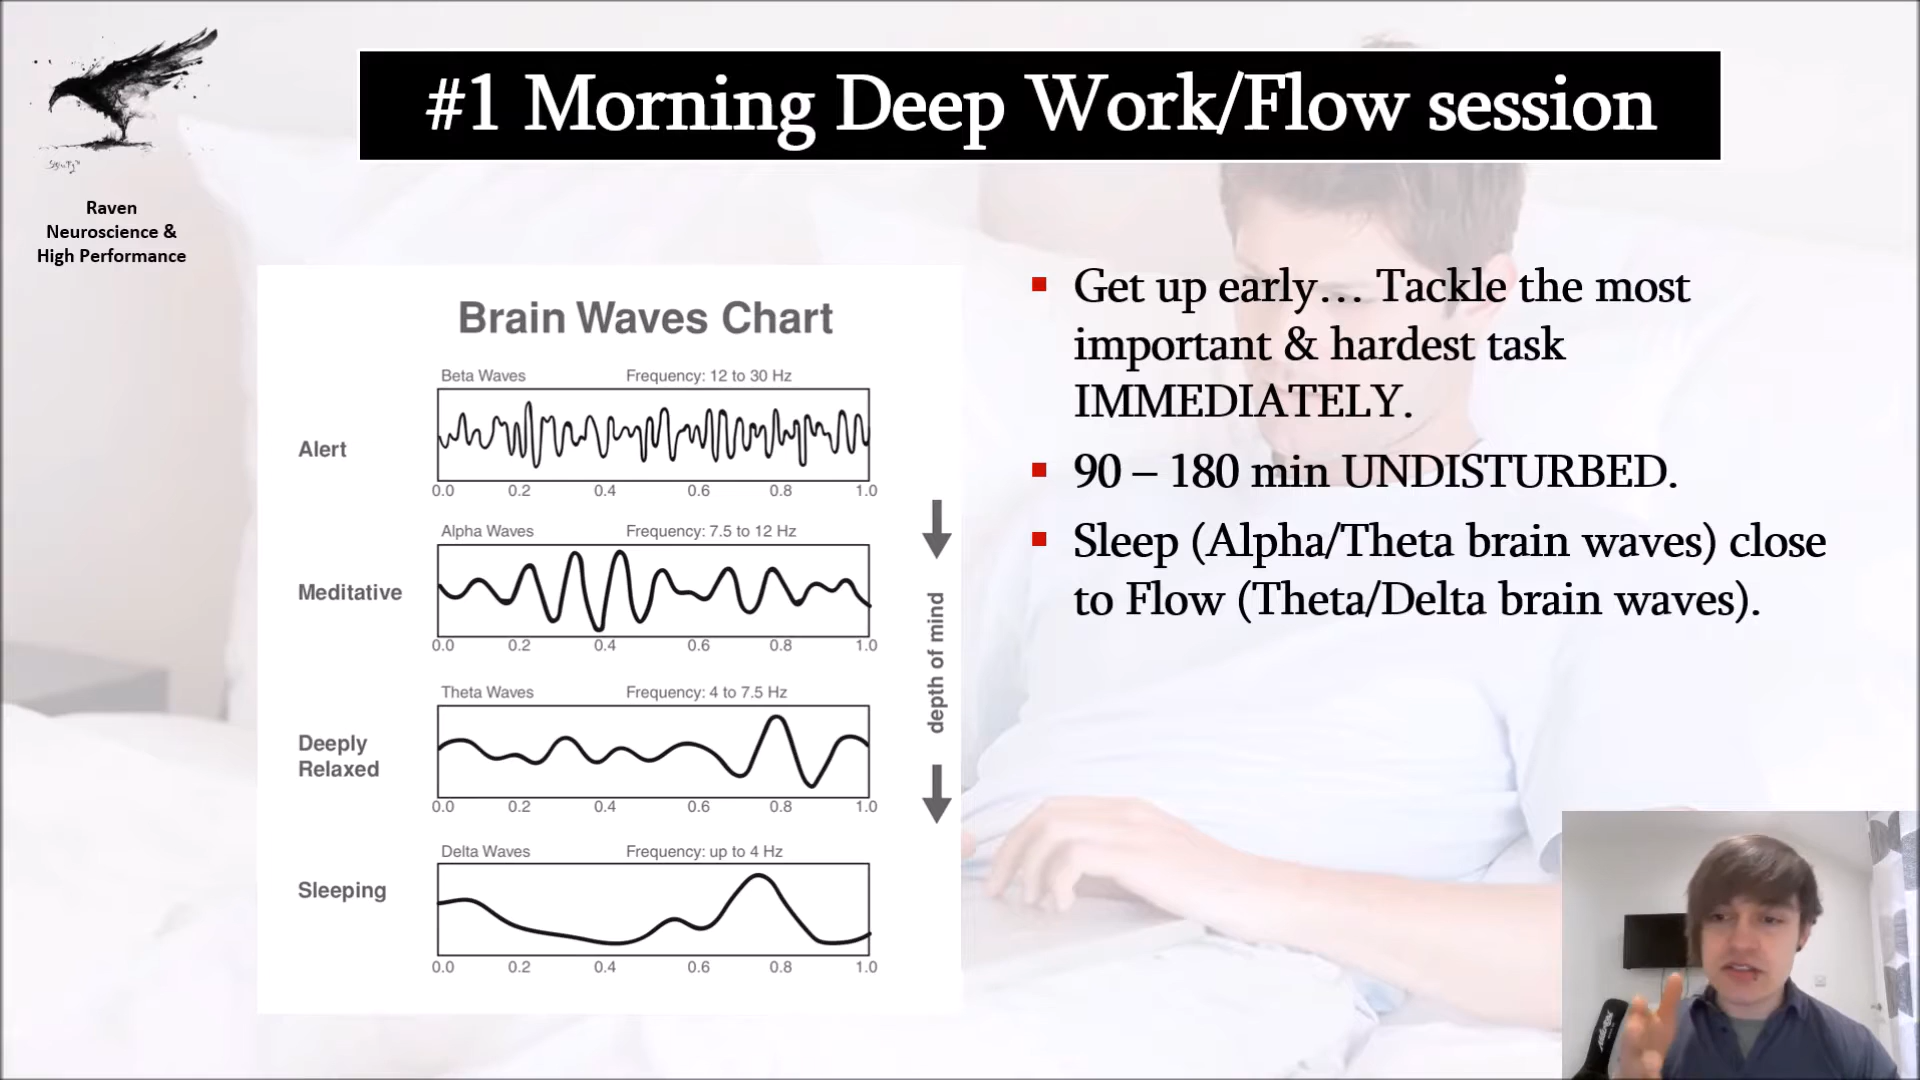 #1 Morning Deep Work/Flow session
Raven
Neuroscience &
High Performance
Brain Waves Chart
Beta Waves Frequency: 12 to 30 Hz
Alert
0.0 0.2 0.4 0.6 0.8 1.0
Alpha Waves Frequency: 7.5 to 12 Hz
Meditative
0.0 0.2 0.4 0.6 0.8 1.0
Theta Waves Frequency: 4 to 7.5 Hz
Deeply
Relaxed
0.0 0.2 0.4 0.6 0.8 1.0
Delta Waves Frequency: up to 4 Hz
Sleeping
0.0 0.2 0.4 0.6 0.8 1.0
depth of mind
Get up early... Tackle the most
important & hardest task
IMMEDIATELY.
90 – 180 min UNDISTURBED.
Sleep (Alpha/Theta brain waves) close
to Flow (Theta/Delta brain waves).